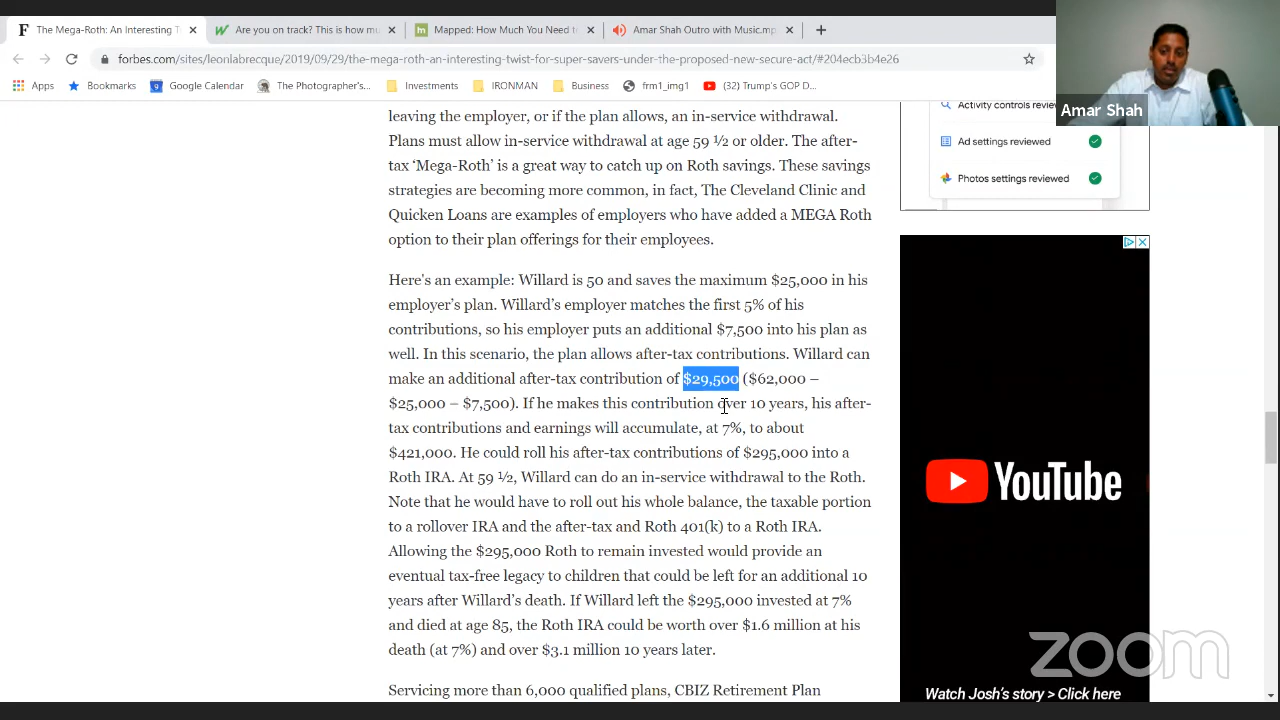 The Mega-Roth: An Interesting T
Are you on track? This is how mu
Mapped: How Much You Need t
Amar Shah Outro with Music.mp
forbes.com/sites/leonlabrecque/2019/09/29/the-mega-roth-an-interesting-twist-for-super-savers-under-the-proposed-new-secure-act/#204ecb3b4e26
Apps
Bookmarks
Google Calendar
The Photographer's...
Investments
IRONMAN
Business
frm1_img1
(32) Trump's GOP D...
Amar Shah
leaving the employer, or if the plan allows, an in-service withdrawal.
Plans must allow in-service withdrawal at age 59 ½ or older. The after-
tax ‘Mega-Roth’ is a great way to catch up on Roth savings. These savings
strategies are becoming more common, in fact, The Cleveland Clinic and
Quicken Loans are examples of employers who have added a MEGA Roth
option to their plan offerings for their employees.
Here's an example: Willard is 50 and saves the maximum $25,000 in his
employer’s plan. Willard’s employer matches the first 5% of his
contributions, so his employer puts an additional $7,500 into his plan as
well. In this scenario, the plan allows after-tax contributions. Willard can
make an additional after-tax contribution of $29,500 ($62,000 –
$25,000 – $7,500). If he makes this contribution over 10 years, his after-
tax contributions and earnings will accumulate, at 7%, to about
$421,000. He could roll his after-tax contributions of $295,000 into a
Roth IRA. At 59 ½, Willard can do an in-service withdrawal to the Roth.
Note that he would have to roll out his whole balance, the taxable portion
to a rollover IRA and the after-tax and Roth 401(k) to a Roth IRA.
Allowing the $295,000 Roth to remain invested would provide an
eventual tax-free legacy to children that could be left for an additional 10
years after Willard’s death. If Willard left the $295,000 invested at 7%
and died at age 85, the Roth IRA could be worth over $1.6 million at his
death (at 7%) and over $3.1 million 10 years later.
Servicing more than 6,000 qualified plans, CBIZ Retirement Plan
Activity controls review
Ad settings reviewed
Photos settings reviewed
YouTube
zoom
Watch Josh's story > Click here